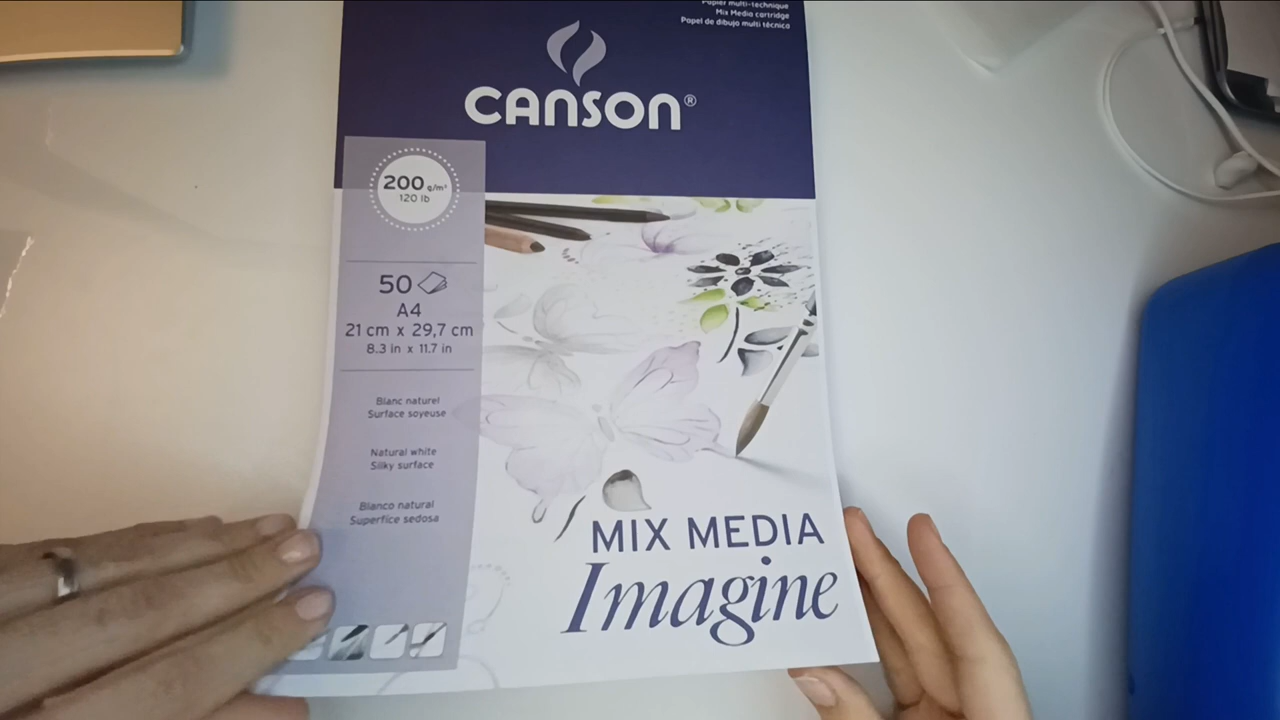 Papier multi-technique
Mix Media cartridge
Papel de dibujo multi técnico
CANSON®
200 g/m²
120 lb
50
A4
21 cm x 29,7 cm
8.3 in x 11.7 in
Blanc naturel
Surface soyeuse
Natural white
Silky surface
Blanco natural
Superfice sedosa
MIX MEDIA
Imagine